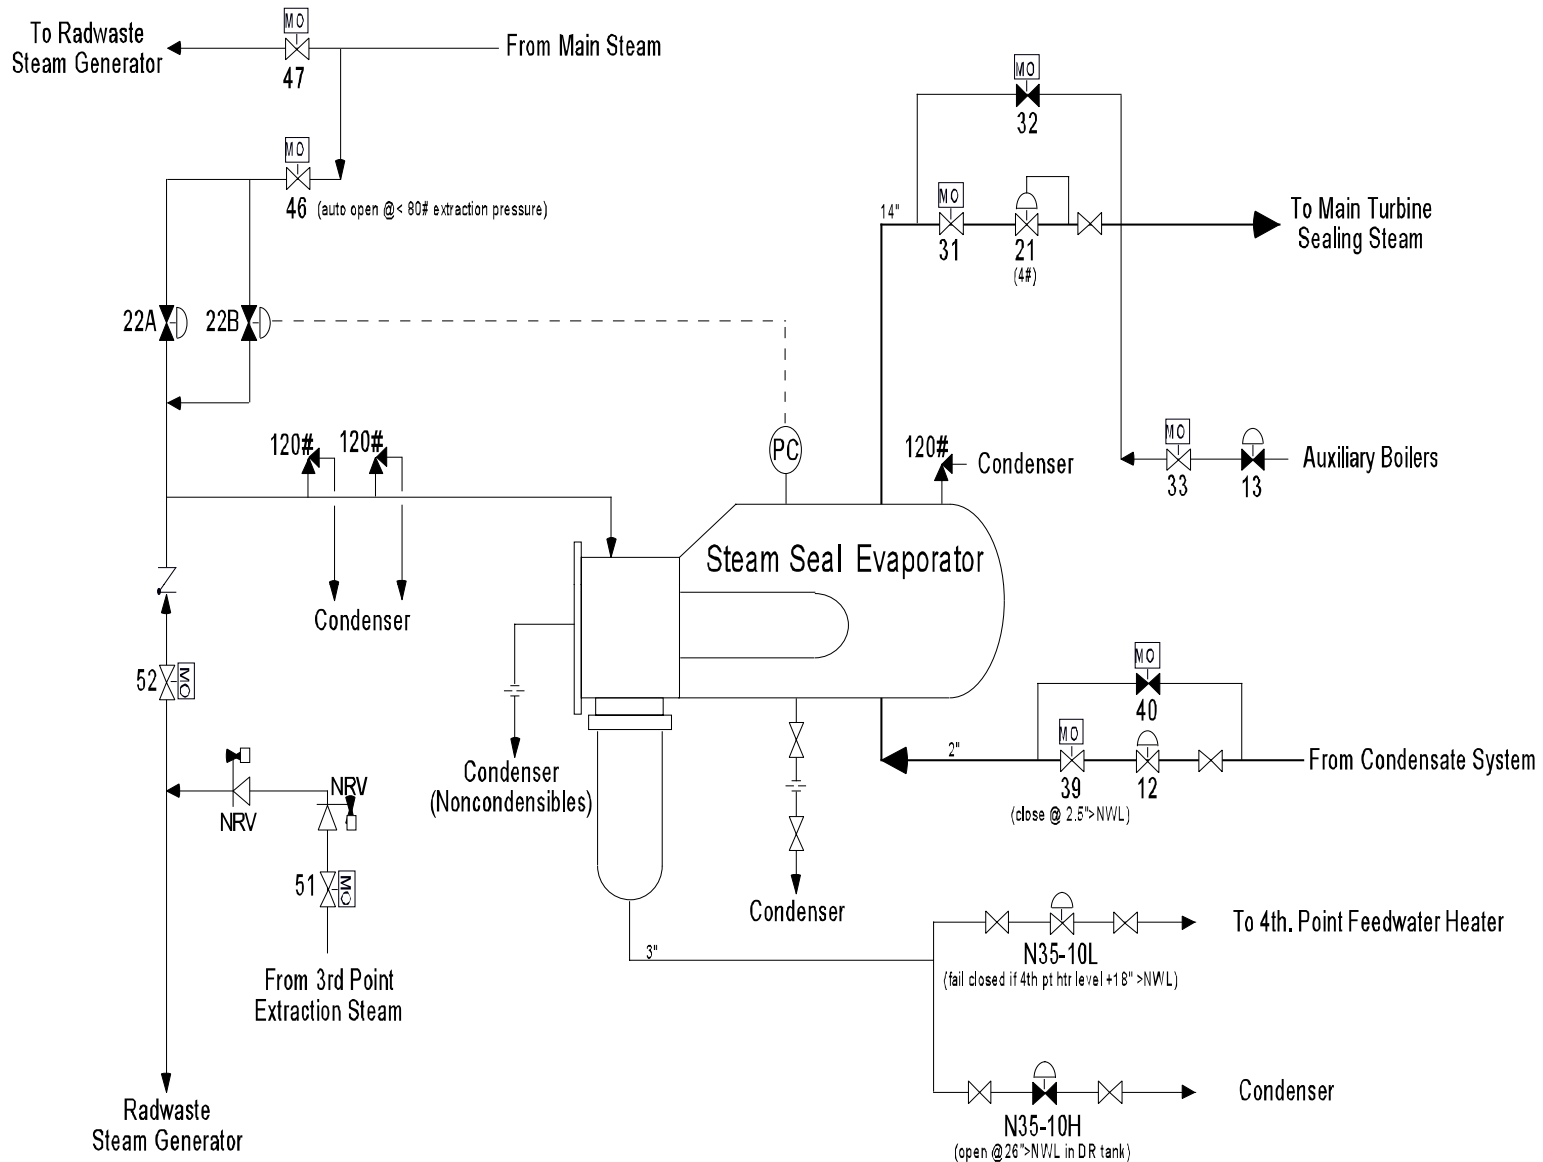 MO
To Radwaste
Steam Generator
47
From Main Steam
MO
32
MO
46
(auto open @< 80# extraction pressure)
14"
MO
31
21
(4#)
To Main Turbine
Sealing Steam
22A
22B
120#
120#
PC
120#
Condenser
MO
33
13
Auxiliary Boilers
Steam Seal Evaporator
Condenser
52
MO
MO
40
2"
MO
39
12
(close @ 2.5">NWL)
From Condensate System
Condenser
(Noncondensibles)
NRV
NRV
51
MO
Condenser
From 3rd Point
Extraction Steam
3"
N35-10L
(fail closed if 4th pt htr level +18" >NWL)
To 4th. Point Feedwater Heater
Radwaste
Steam Generator
N35-10H
(open @26">NWL in DR tank)
Condenser